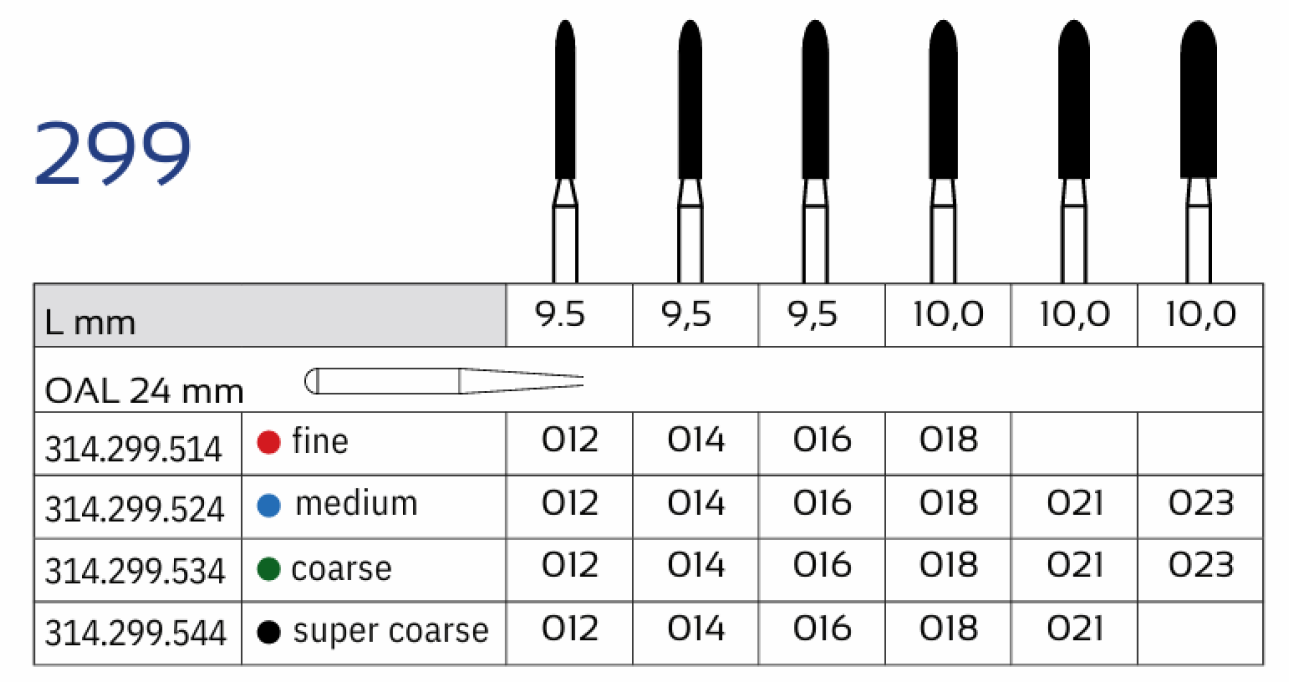 299
L mm 9.5 9,5 9,5 10,0 10,0 10,0
OAL 24 mm
314.299.514 fine 012 014 016 018
314.299.524 medium 012 014 016 018 021 023
314.299.534 coarse 012 014 016 018 021 023
314.299.544 super coarse 012 014 016 018 021